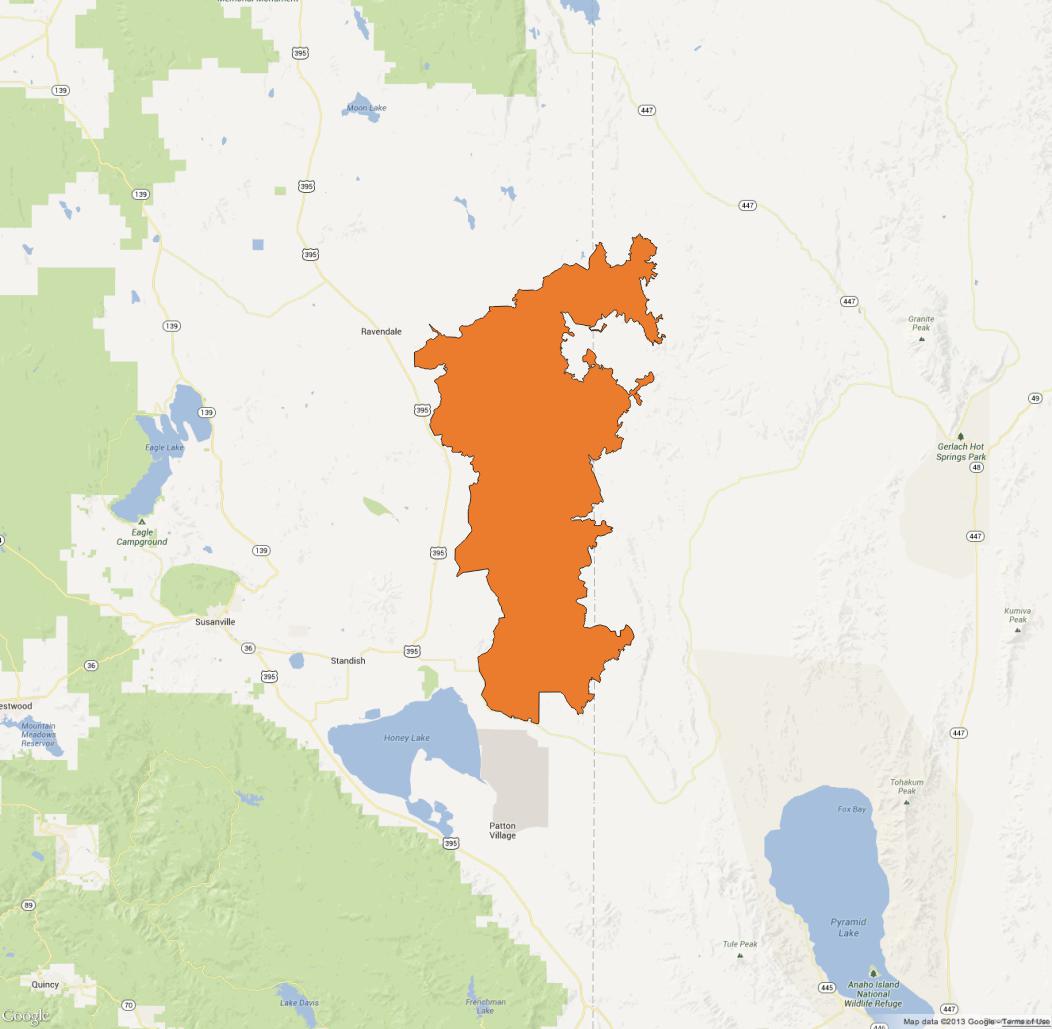 395
139
Moon Lake
447
139
395
447
395
447
139
Ravendale
Granite
Peak
49
395
139
Eagle Lake
Gerlach Hot
Springs Park
48
Eagle
Campground
447
139
395
Kumiva
Peak
Susanville
36
Standish
395
36
395
estwood
Mountain
Meadows
Reservoir
Honey Lake
447
Tohakum
Peak
Fox Bay
Patton
Village
395
89
Pyramid
Lake
Tule Peak
Quincy
Anaho Island
National
Wildlife Refuge
445
70
Lake Davis
Frenchman
Lake
447
Google
Map data ©2013 Google - Terms of Use